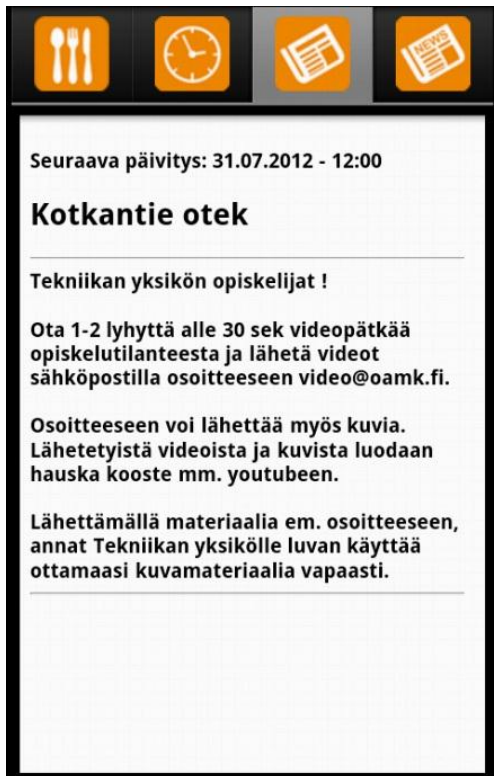 NEWS
Seuraava päivitys: 31.07.2012 - 12:00
Kotkantie otek
Tekniikan yksikön opiskelijat !
Ota 1-2 lyhyttä alle 30 sek videopätkää
opiskelutilanteesta ja lähetä videot
sähköpostilla osoitteeseen video@oamk.fi.
Osoitteeseen voi lähettää myös kuvia.
Lähetetyistä videoista ja kuvista luodaan
hauska kooste mm. youtubeen.
Lähettämällä materiaalia em. osoitteeseen,
annat Tekniikan yksikölle luvan käyttää
ottamaasi kuvamateriaalia vapaasti.